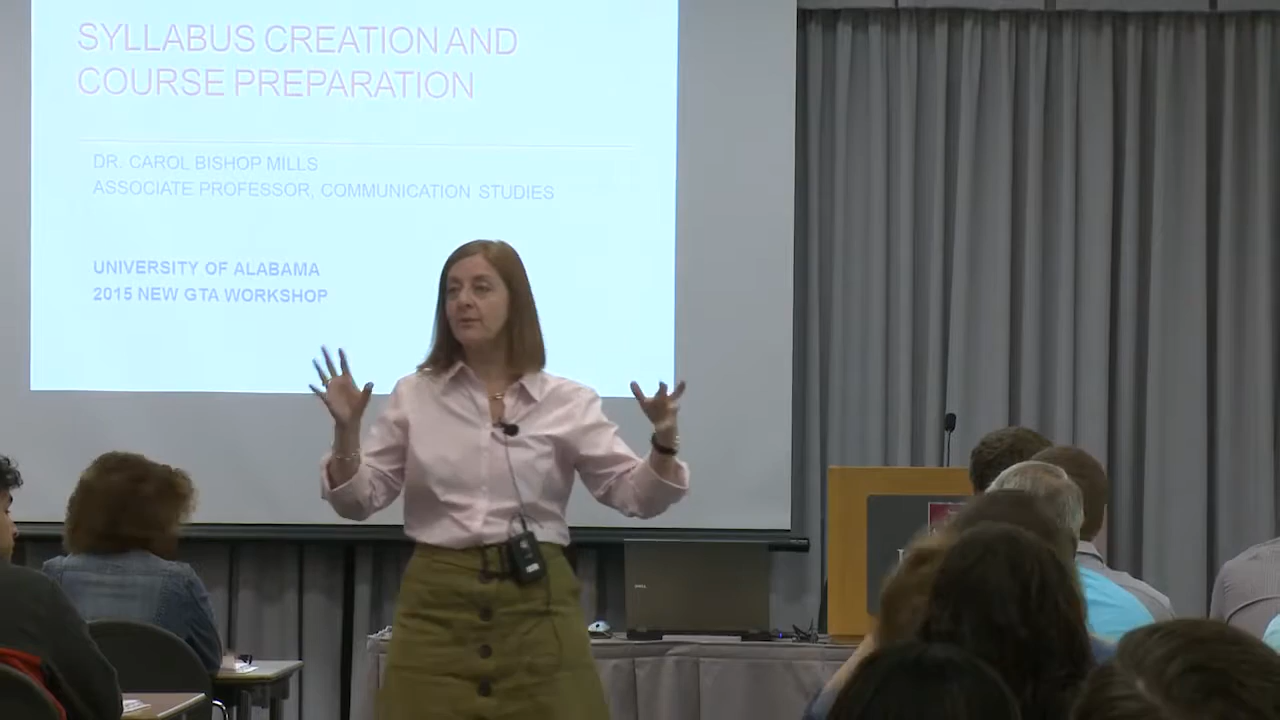 SYLLABUS CREATION AND
COURSE PREPARATION
DR. CAROL BISHOP MILLS
ASSOCIATE PROFESSOR, COMMUNICATION STUDIES
UNIVERSITY OF ALABAMA
2015 NEW GTA WORKSHOP
DELL